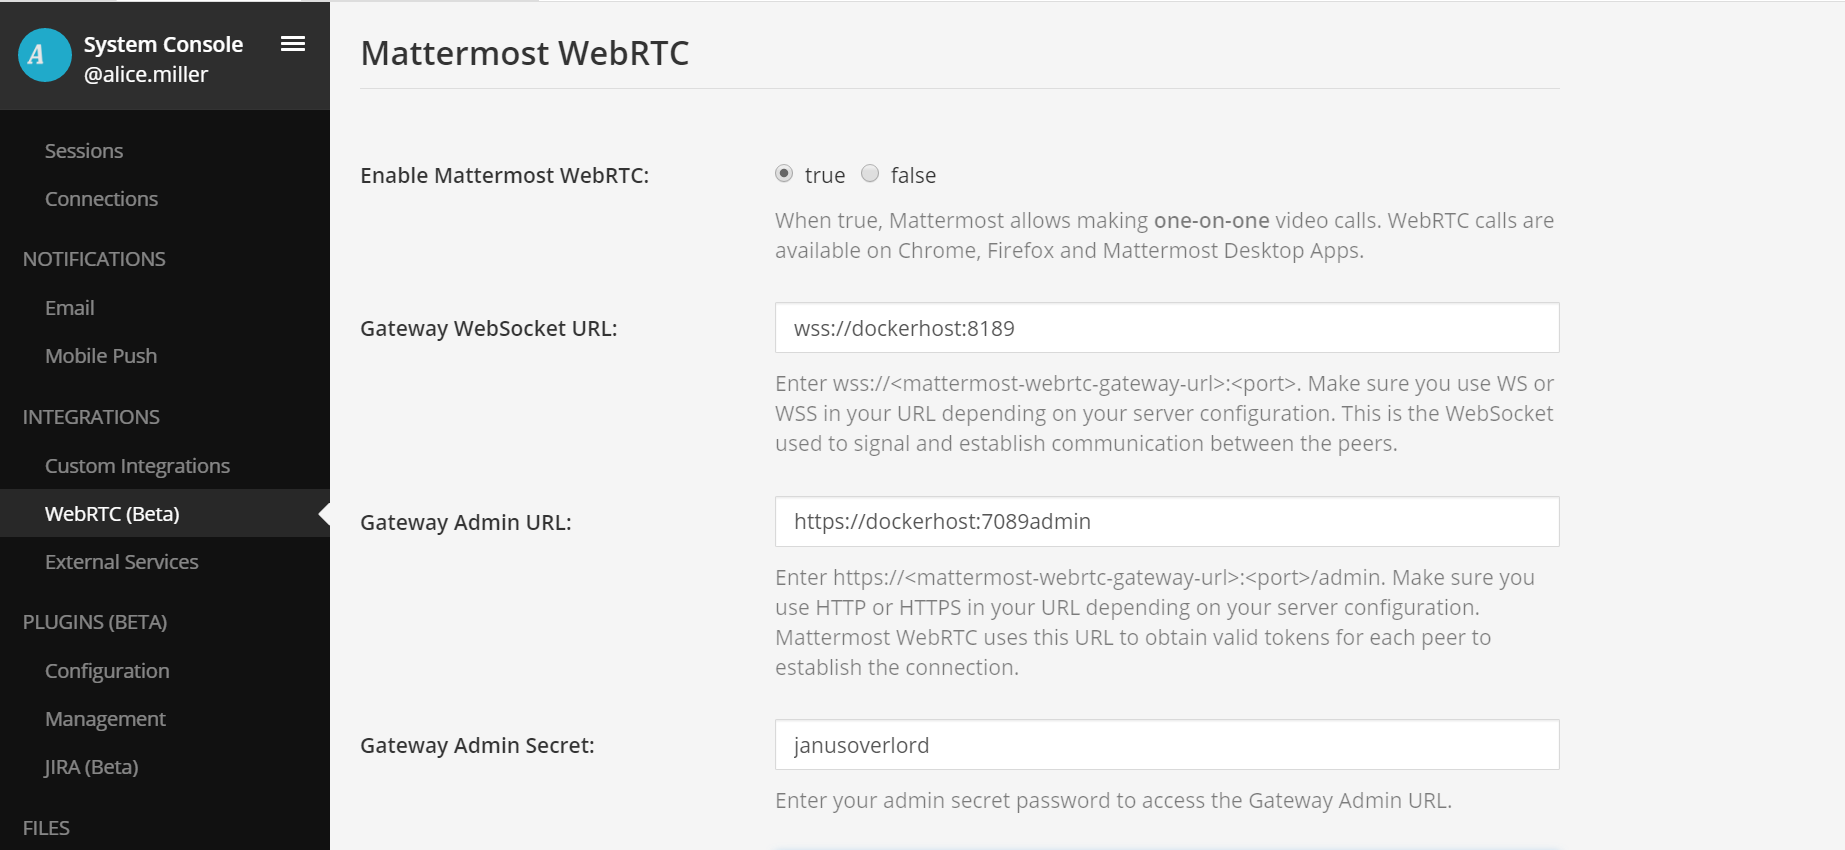 A
System Console
@alice.miller
Sessions
Connections
NOTIFICATIONS
Email
Mobile Push
INTEGRATIONS
Custom Integrations
WebRTC (Beta)
External Services
PLUGINS (BETA)
Configuration
Management
JIRA (Beta)
FILES
Mattermost WebRTC
Enable Mattermost WebRTC:
true false
When true, Mattermost allows making one-on-one video calls. WebRTC calls are
available on Chrome, Firefox and Mattermost Desktop Apps.
Gateway WebSocket URL:
wss://dockerhost:8189
Enter wss://<mattermost-webrtc-gateway-url>:<port>. Make sure you use WS or
WSS in your URL depending on your server configuration. This is the WebSocket
used to signal and establish communication between the peers.
Gateway Admin URL:
https://dockerhost:7089admin
Enter https://<mattermost-webrtc-gateway-url>:<port>/admin. Make sure you
use HTTP or HTTPS in your URL depending on your server configuration.
Mattermost WebRTC uses this URL to obtain valid tokens for each peer to
establish the connection.
Gateway Admin Secret:
janusoverlord
Enter your admin secret password to access the Gateway Admin URL.